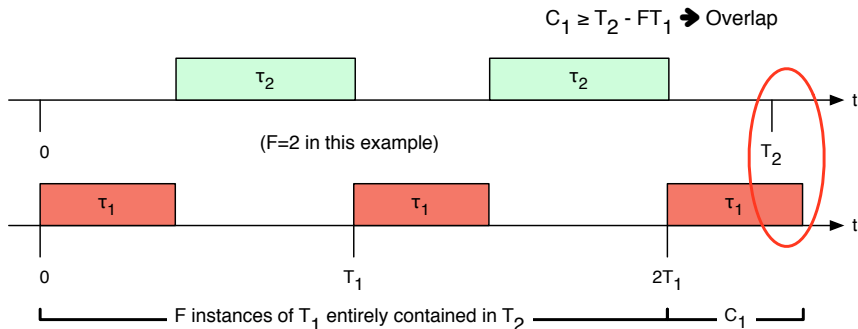 C₁ ≥ T₂ - FT₁ ➔ Overlap
τ₂ τ₂
t
0 (F=2 in this example) T₂
τ₁ τ₁ τ₁
t
0 T₁ 2T₁
F instances of T₁ entirely contained in T₂ C₁